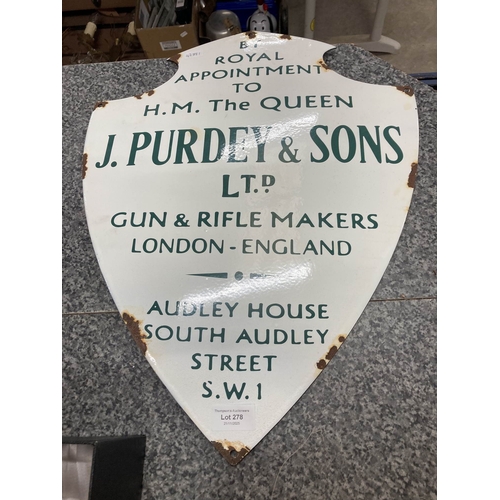 BY
ROYAL
APPOINTMENT
TO
H.M. The QUEEN
J. PURDEY & SONS
LT.D
GUN & RIFLE MAKERS
LONDON - ENGLAND
AUDLEY HOUSE
SOUTH AUDLEY
STREET
S.W.1
Lot 278